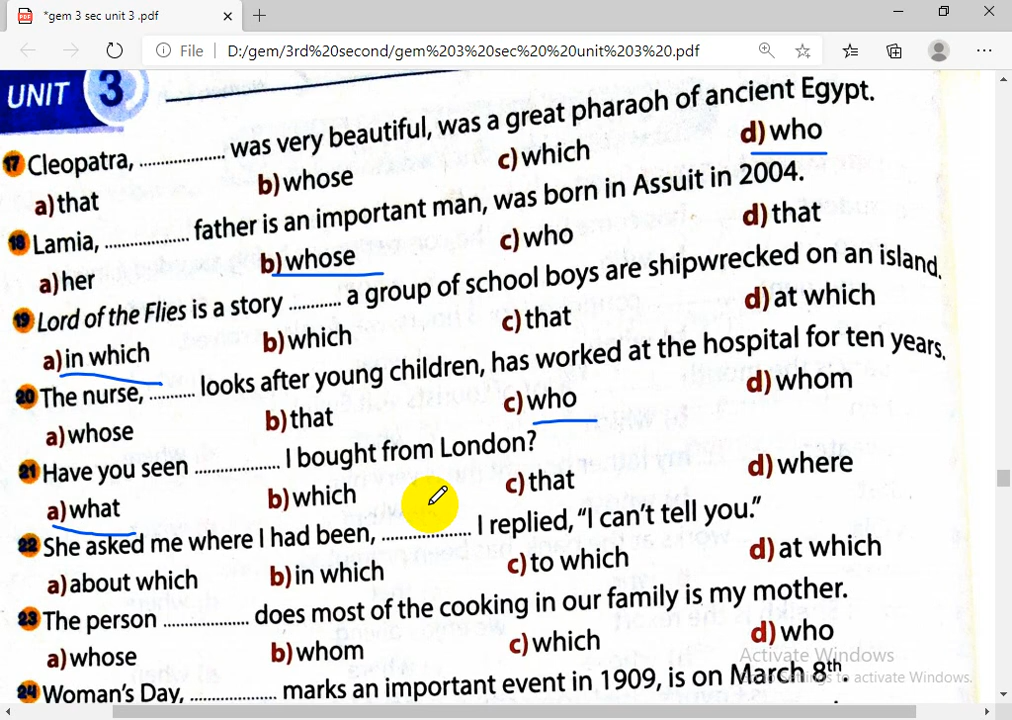 *gem 3 sec unit 3 .pdf
File D:/gem/3rd%20second/gem%203%20sec%20%20unit%203%20.pdf
UNIT 3
17 Cleopatra, .................... was very beautiful, was a great pharaoh of ancient Egypt.
a) that b) whose c) which d) who
18 Lamia, .................... father is an important man, was born in Assuit in 2004.
a) her b) whose c) who d) that
19 Lord of the Flies is a story ............. a group of school boys are shipwrecked on an island.
a) in which b) which c) that d) at which
20 The nurse, ........... looks after young children, has worked at the hospital for ten years.
a) whose b) that c) who d) whom
21 Have you seen .................... I bought from London?
a) what b) which c) that d) where
22 She asked me where I had been, .................... I replied, “I can’t tell you.”
a) about which b) in which c) to which d) at which
23 The person .................... does most of the cooking in our family is my mother.
a) whose b) whom c) which d) who
Activate Windows
24 Woman’s Day, .................... marks an important event in 1909, is on March 8th.
Go to Settings to activate Windows.